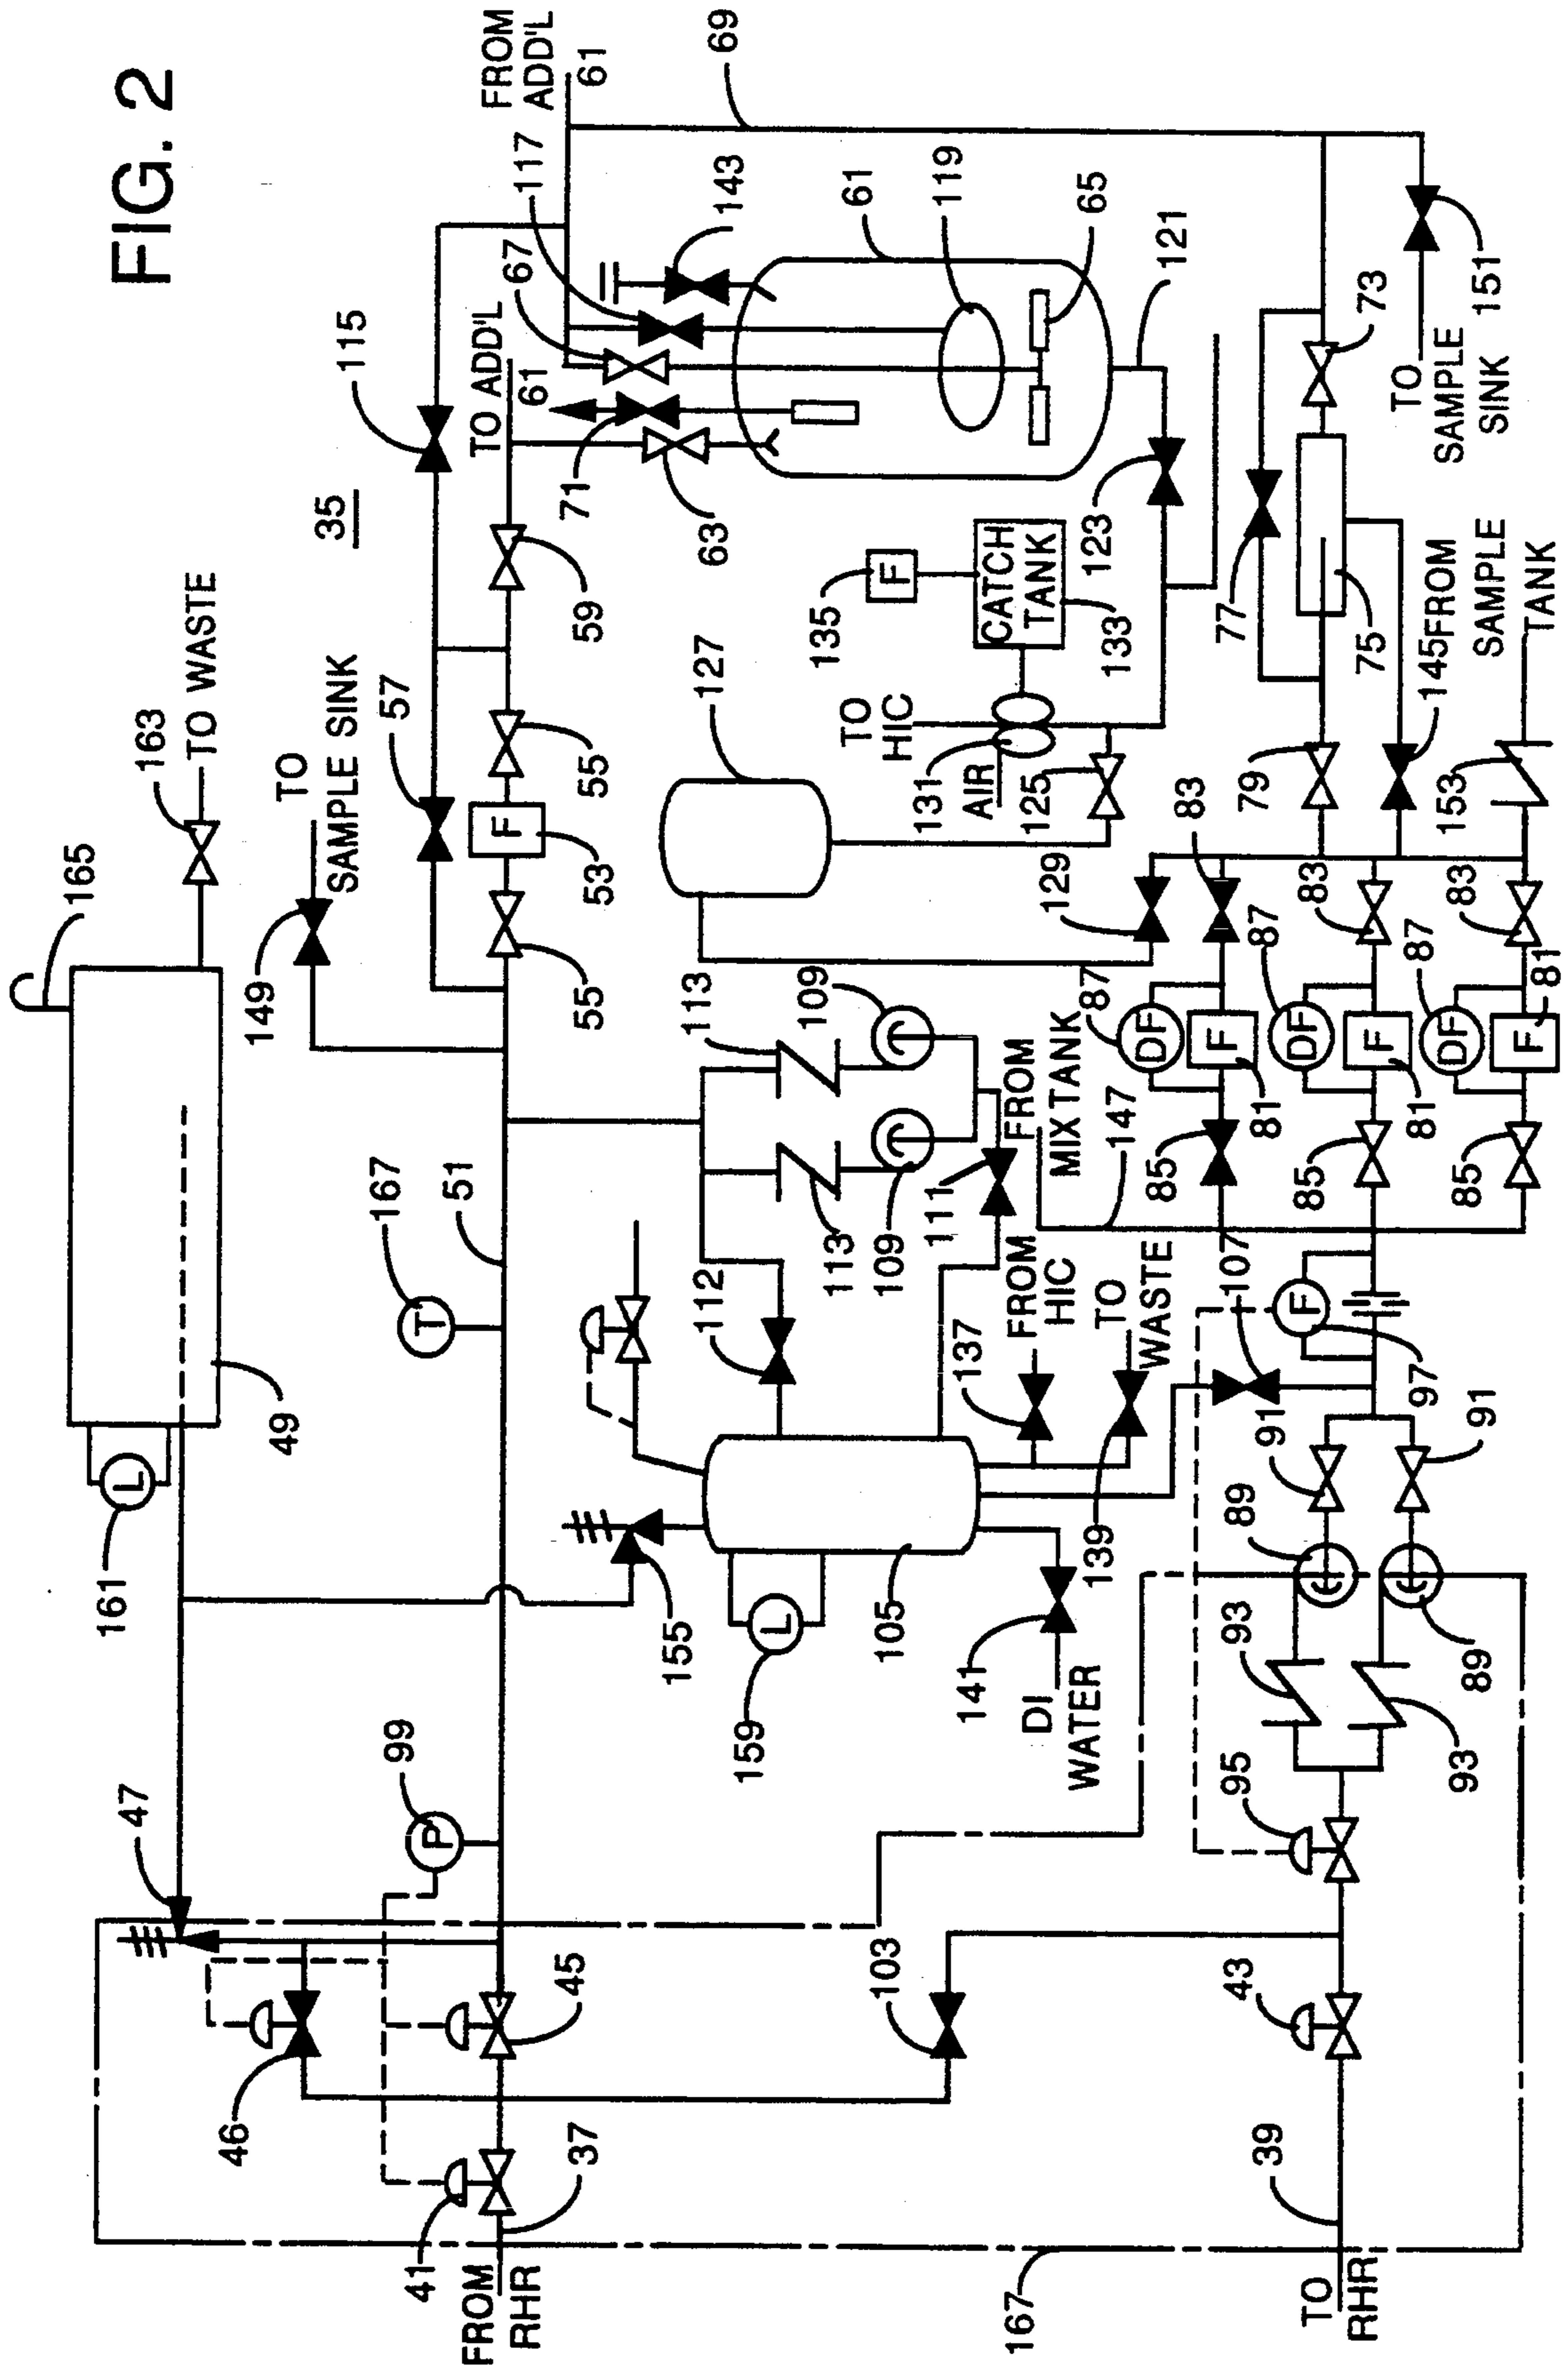 FIG. 2
35
FROM
ADD'L
61
69
117
67
143
61
119
65
121
115
TO ADD'L
61
71
63
59
163
TO WASTE
165
TO
SAMPLE SINK
149
57
55
F
53
55
135
F
CATCH
TANK
133
123
127
TO
HIC
131
AIR
125
73
TO
SAMPLE
SINK
151
77
75
145
FROM
SAMPLE
TANK
79
153
83
129
83
83
87
DF
F
81
87
DF
F
81
87
DF
F
81
85
85
85
FROM
MIX TANK
147
113
109
113
109
111
167
T
51
112
49
L
161
FROM
HIC
137
TO
WASTE
139
107
F
97
91
91
89
89
93
93
95
155
L
159
105
141
DI
WATER
47
99
P
46
45
41
37
FROM
RHR
103
43
39
TO
RHR
167